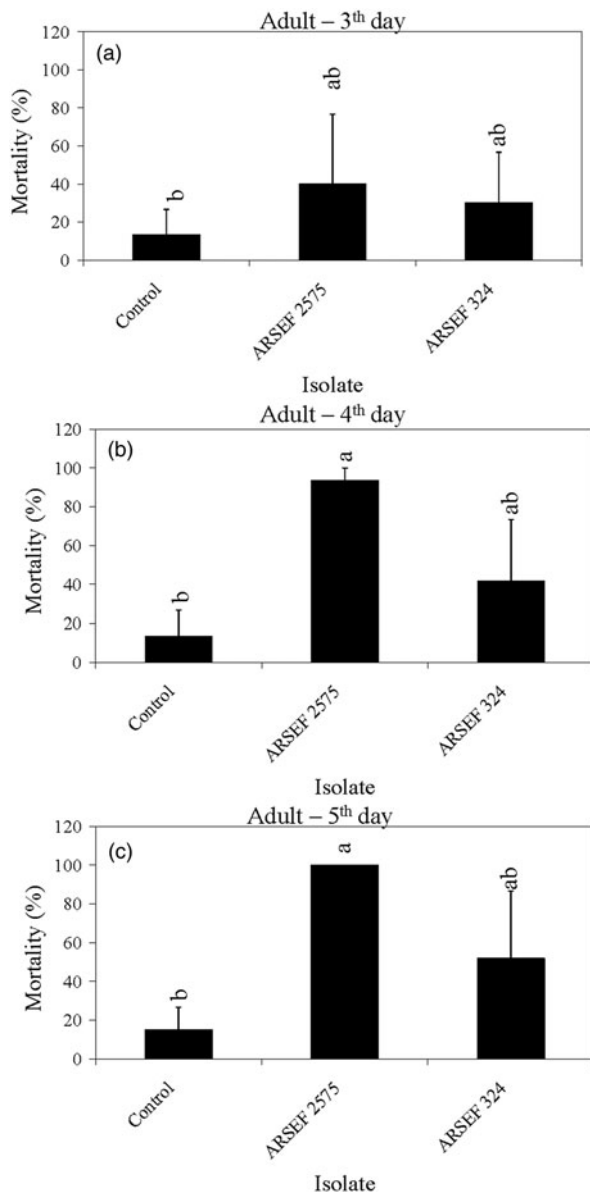 Adult – 3th day
(a)
Mortality (%)
120
100
80
60
40
20
0
b
ab
ab
Control
ARSEF 2575
ARSEF 324
Isolate
Adult – 4th day
(b)
Mortality (%)
120
100
80
60
40
20
0
b
a
ab
Control
ARSEF 2575
ARSEF 324
Isolate
Adult – 5th day
(c)
Mortality (%)
120
100
80
60
40
20
0
b
a
ab
Control
ARSEF 2575
ARSEF 324
Isolate